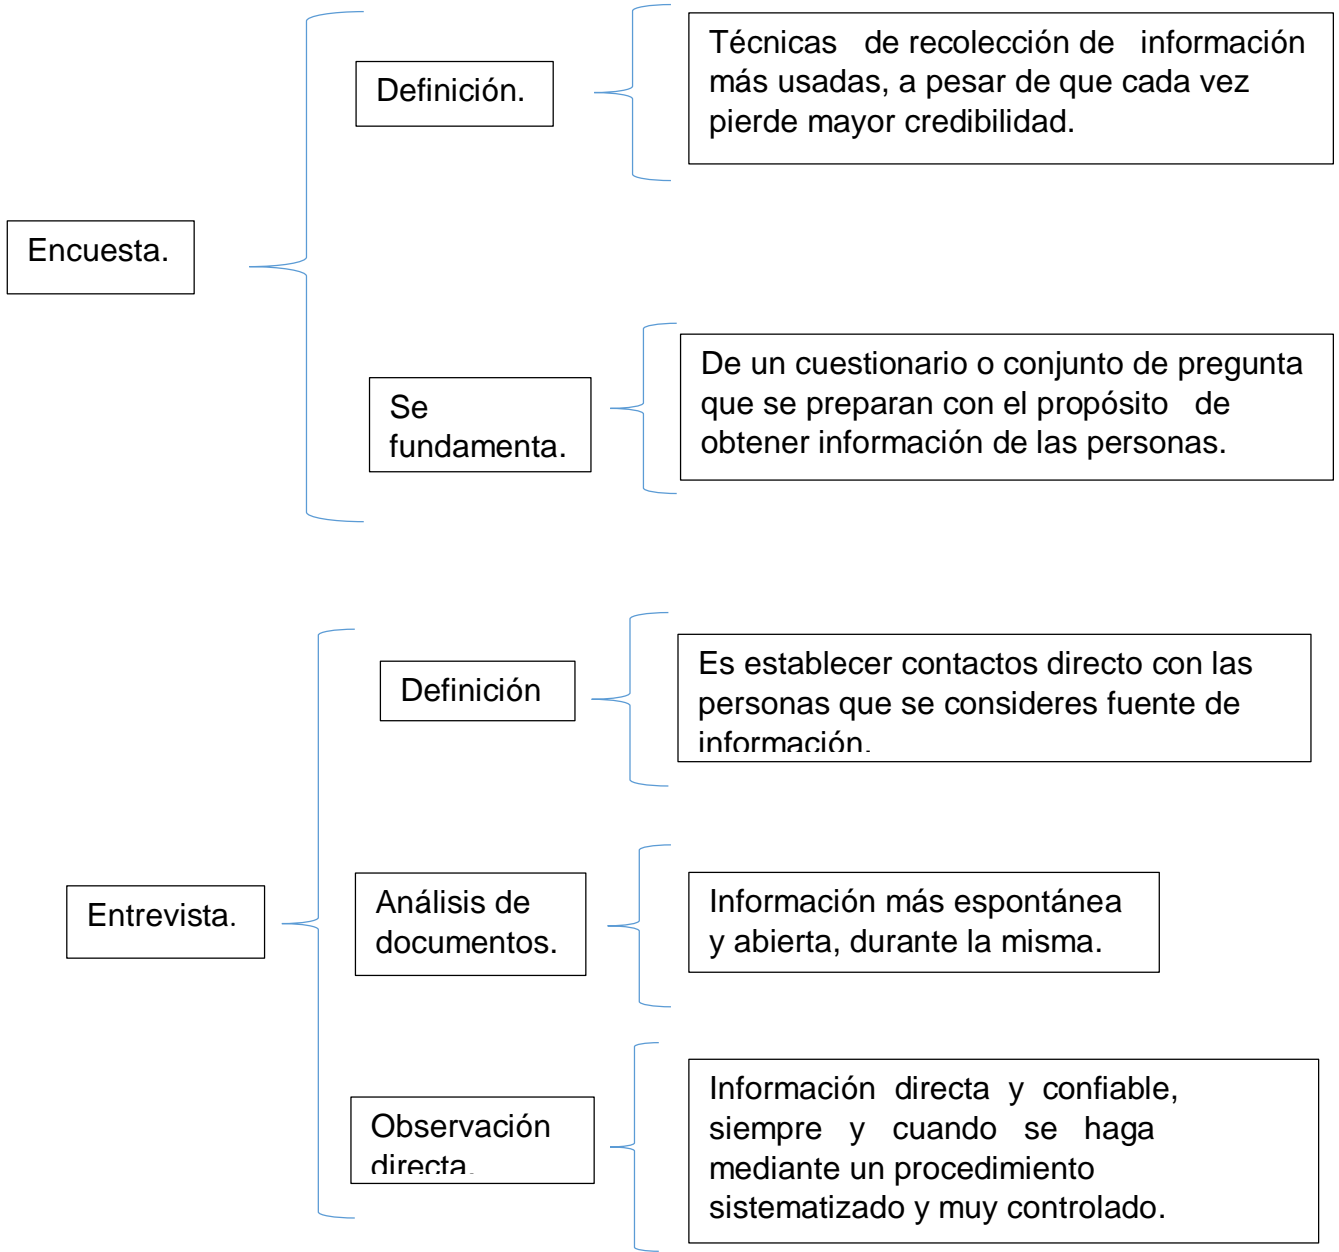 Encuesta.
Definición.
Técnicas de recolección de información
más usadas, a pesar de que cada vez
pierde mayor credibilidad.
Se
fundamenta.
De un cuestionario o conjunto de pregunta
que se preparan con el propósito de
obtener información de las personas.
Entrevista.
Definición
Es establecer contactos directo con las
personas que se consideres fuente de
información.
Análisis de
documentos.
Información más espontánea
y abierta, durante la misma.
Observación
directa.
Información directa y confiable,
siempre y cuando se haga
mediante un procedimiento
sistematizado y muy controlado.